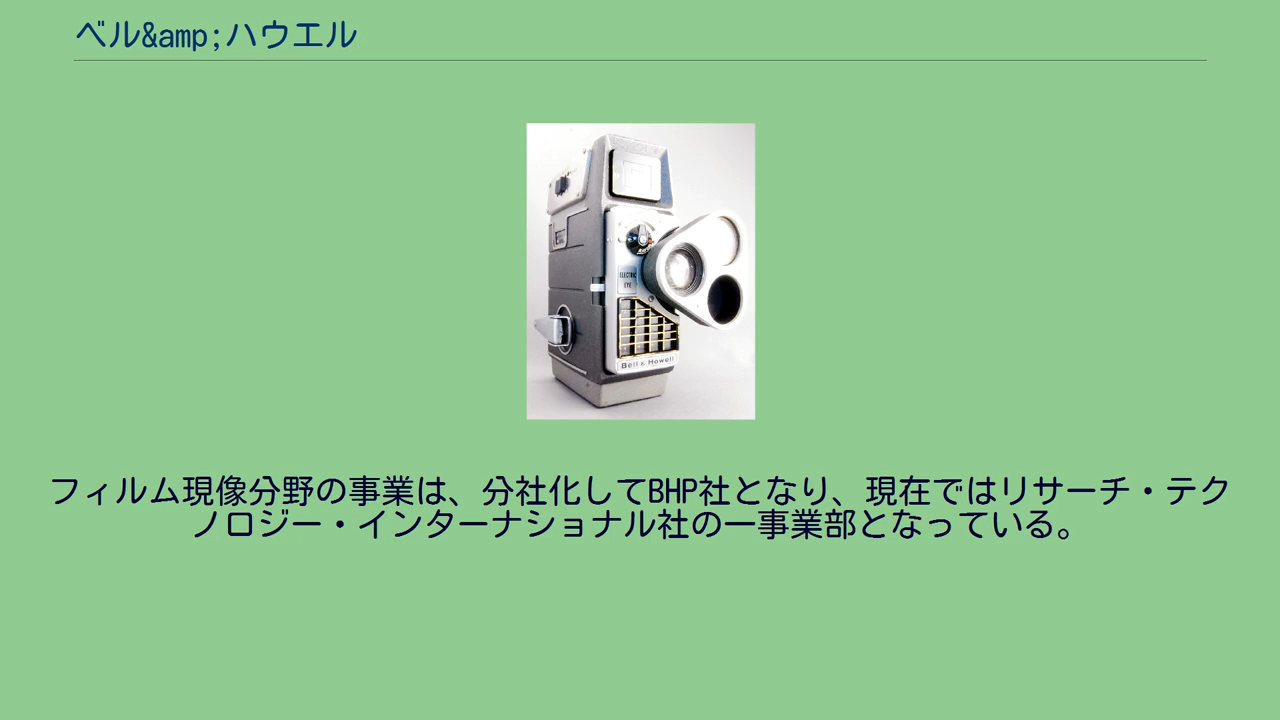 ベル&amp;ハウエル
ELECTRIC
EYE
Bell & Howell
フィルム現像分野の事業は、分社化してBHP社となり、現在ではリサーチ・テク
ノロジー・インターナショナル社の一事業部となっている。